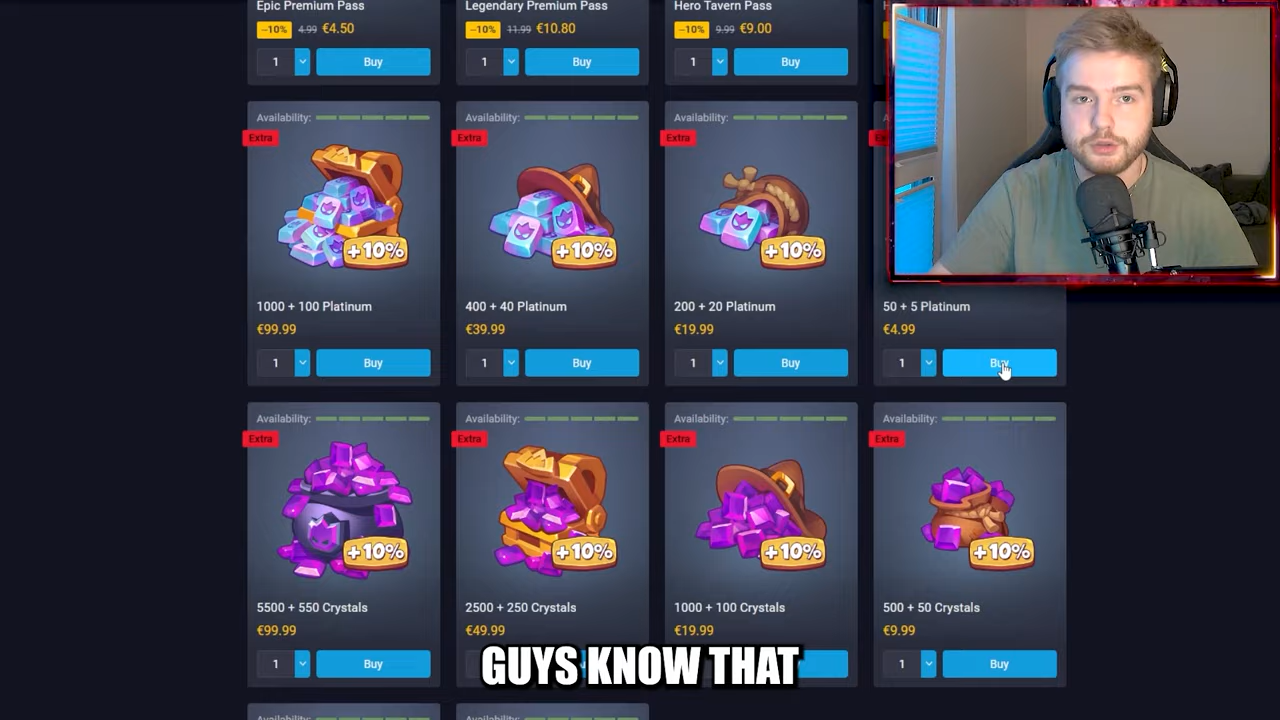 Epic Premium Pass
–10% 4.99 €4.50
1 Buy
Legendary Premium Pass
–10% 11.99 €10.80
1 Buy
Hero Tavern Pass
–10% 9.99 €9.00
1 Buy
Availability:
Extra
+10%
1000 + 100 Platinum
€99.99
1 Buy
Availability:
Extra
+10%
400 + 40 Platinum
€39.99
1 Buy
Availability:
Extra
+10%
200 + 20 Platinum
€19.99
1 Buy
50 + 5 Platinum
€4.99
1 Buy
Availability:
Extra
+10%
5500 + 550 Crystals
€99.99
1 Buy
Availability:
Extra
+10%
2500 + 250 Crystals
€49.99
1
Availability:
Extra
+10%
1000 + 100 Crystals
€19.99
Availability:
Extra
+10%
500 + 50 Crystals
€9.99
1 Buy
GUYS KNOW THAT